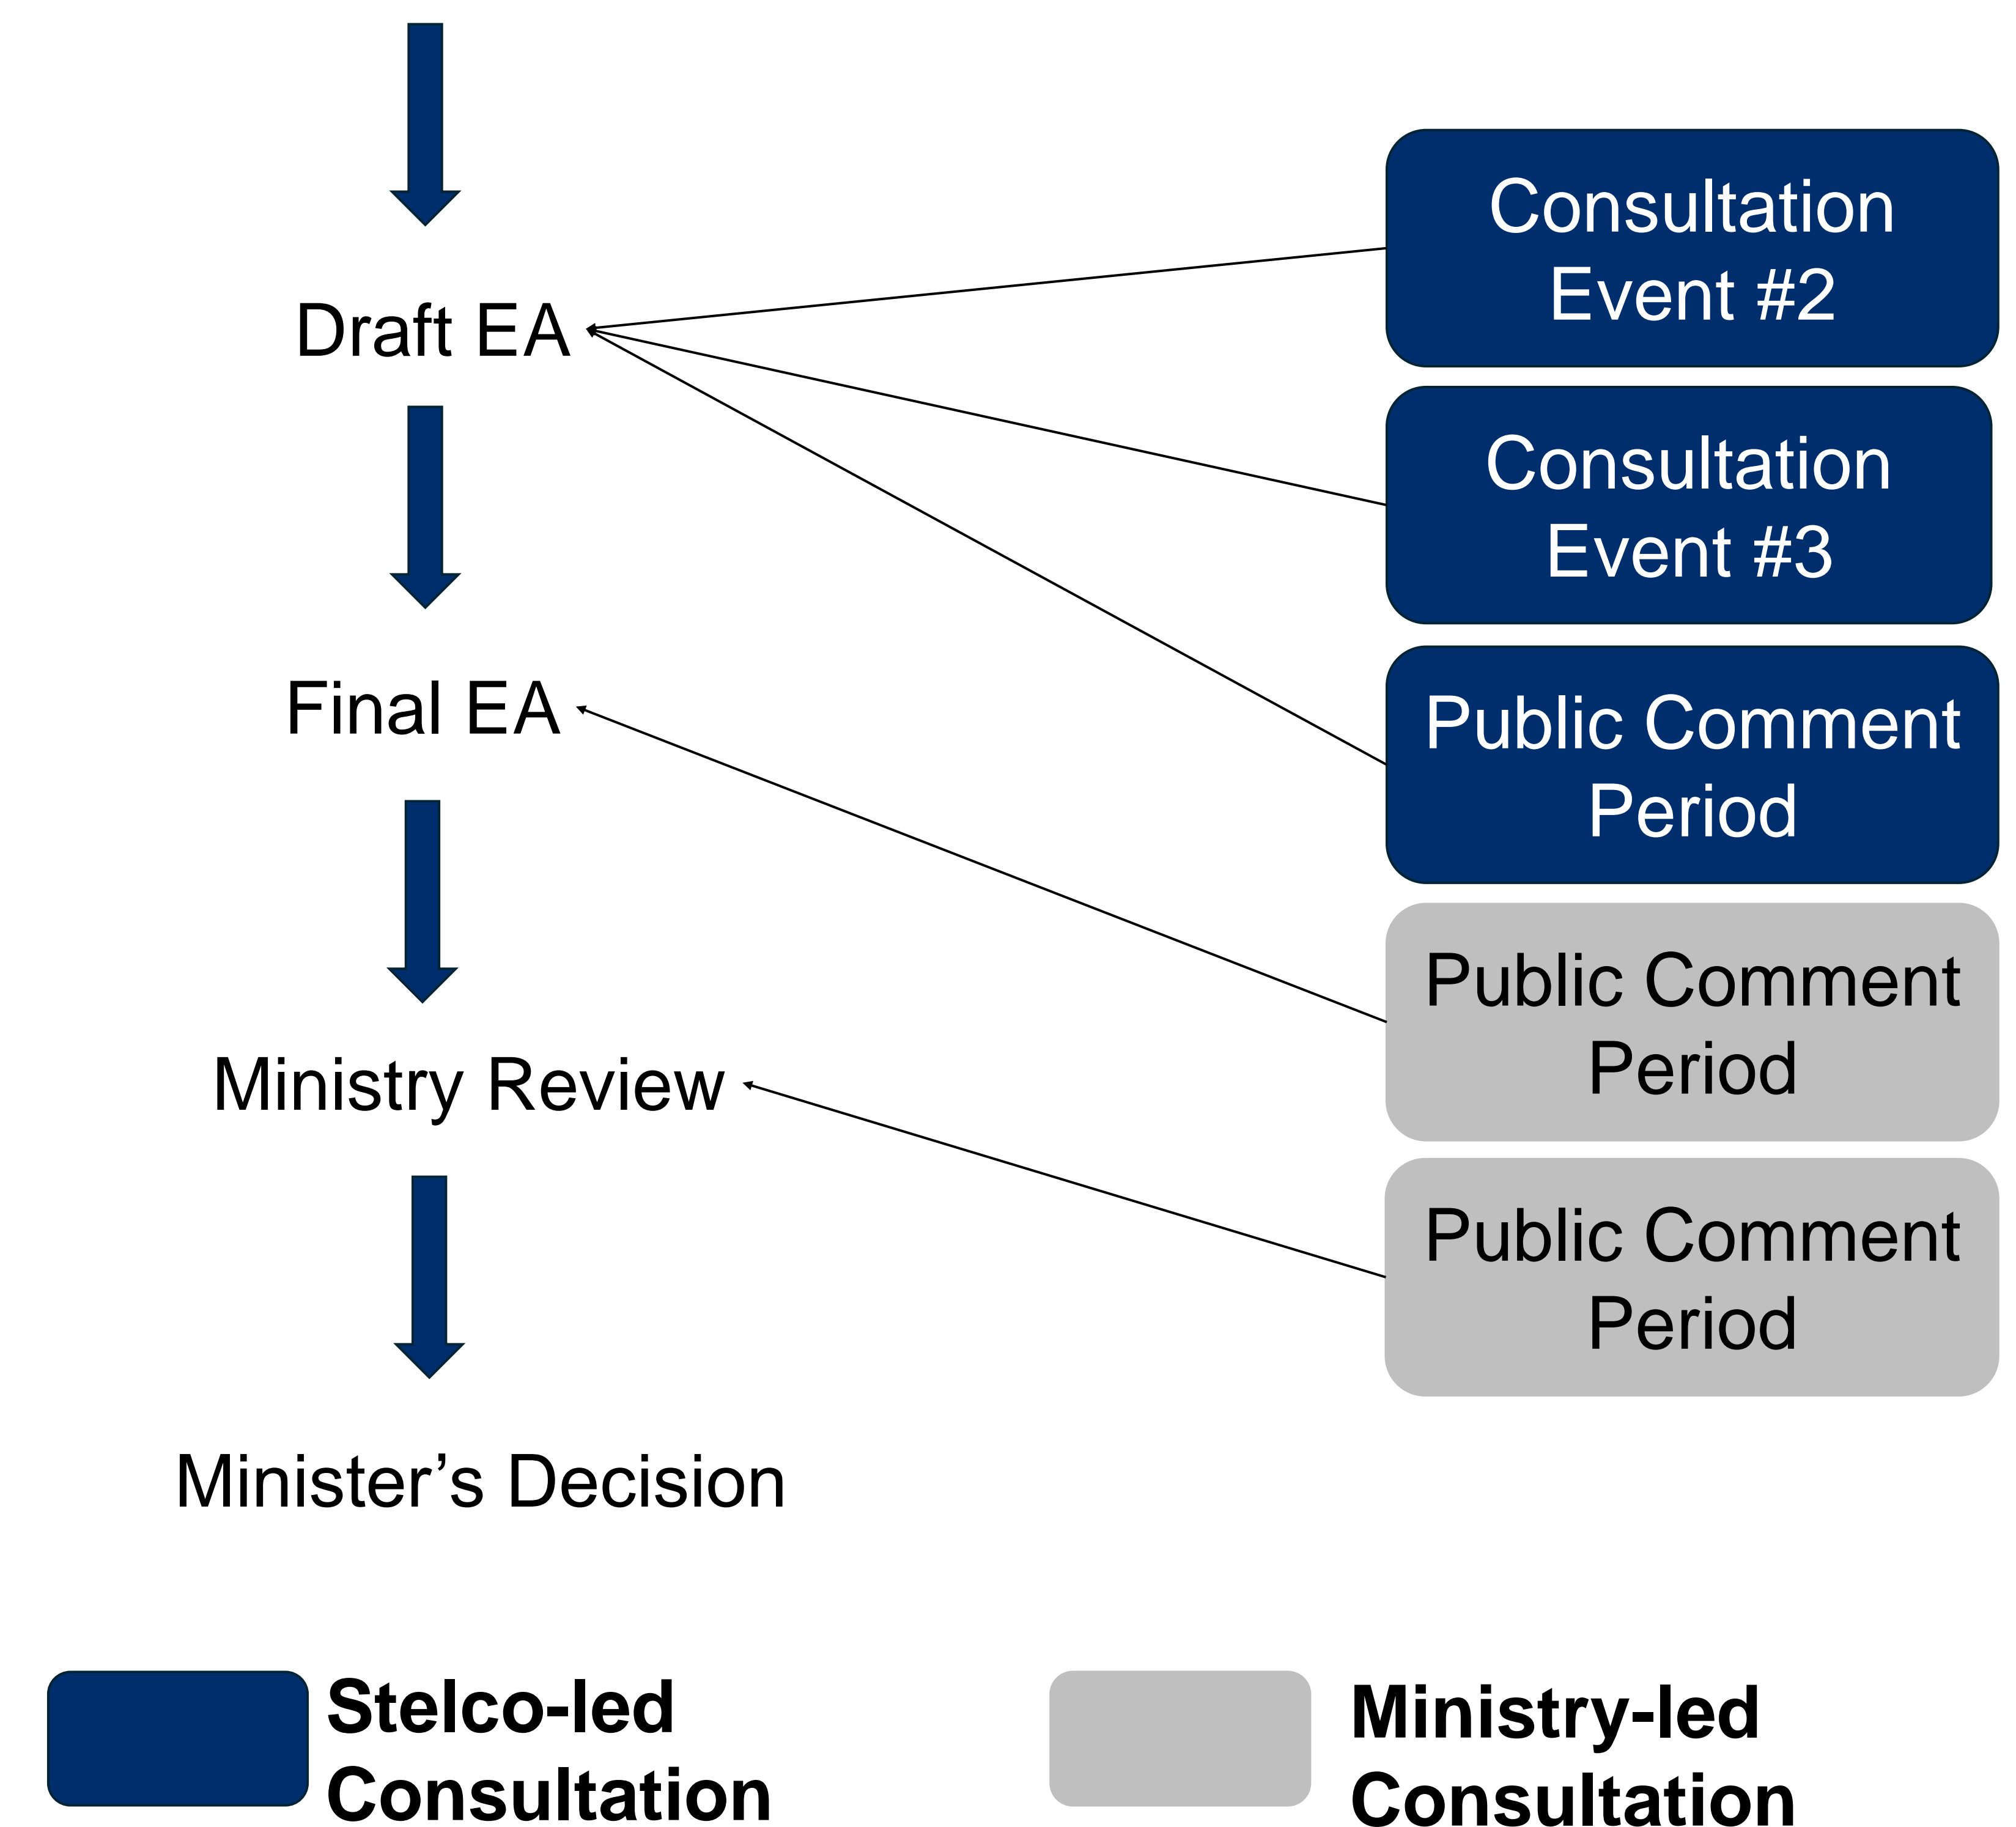 Consultation
Event #2
Draft EA
Consultation
Event #3
Final EA
Public Comment
Period
Public Comment
Period
Ministry Review
Public Comment
Period
Minister’s Decision
Stelco-led
Consultation
Ministry-led
Consultation